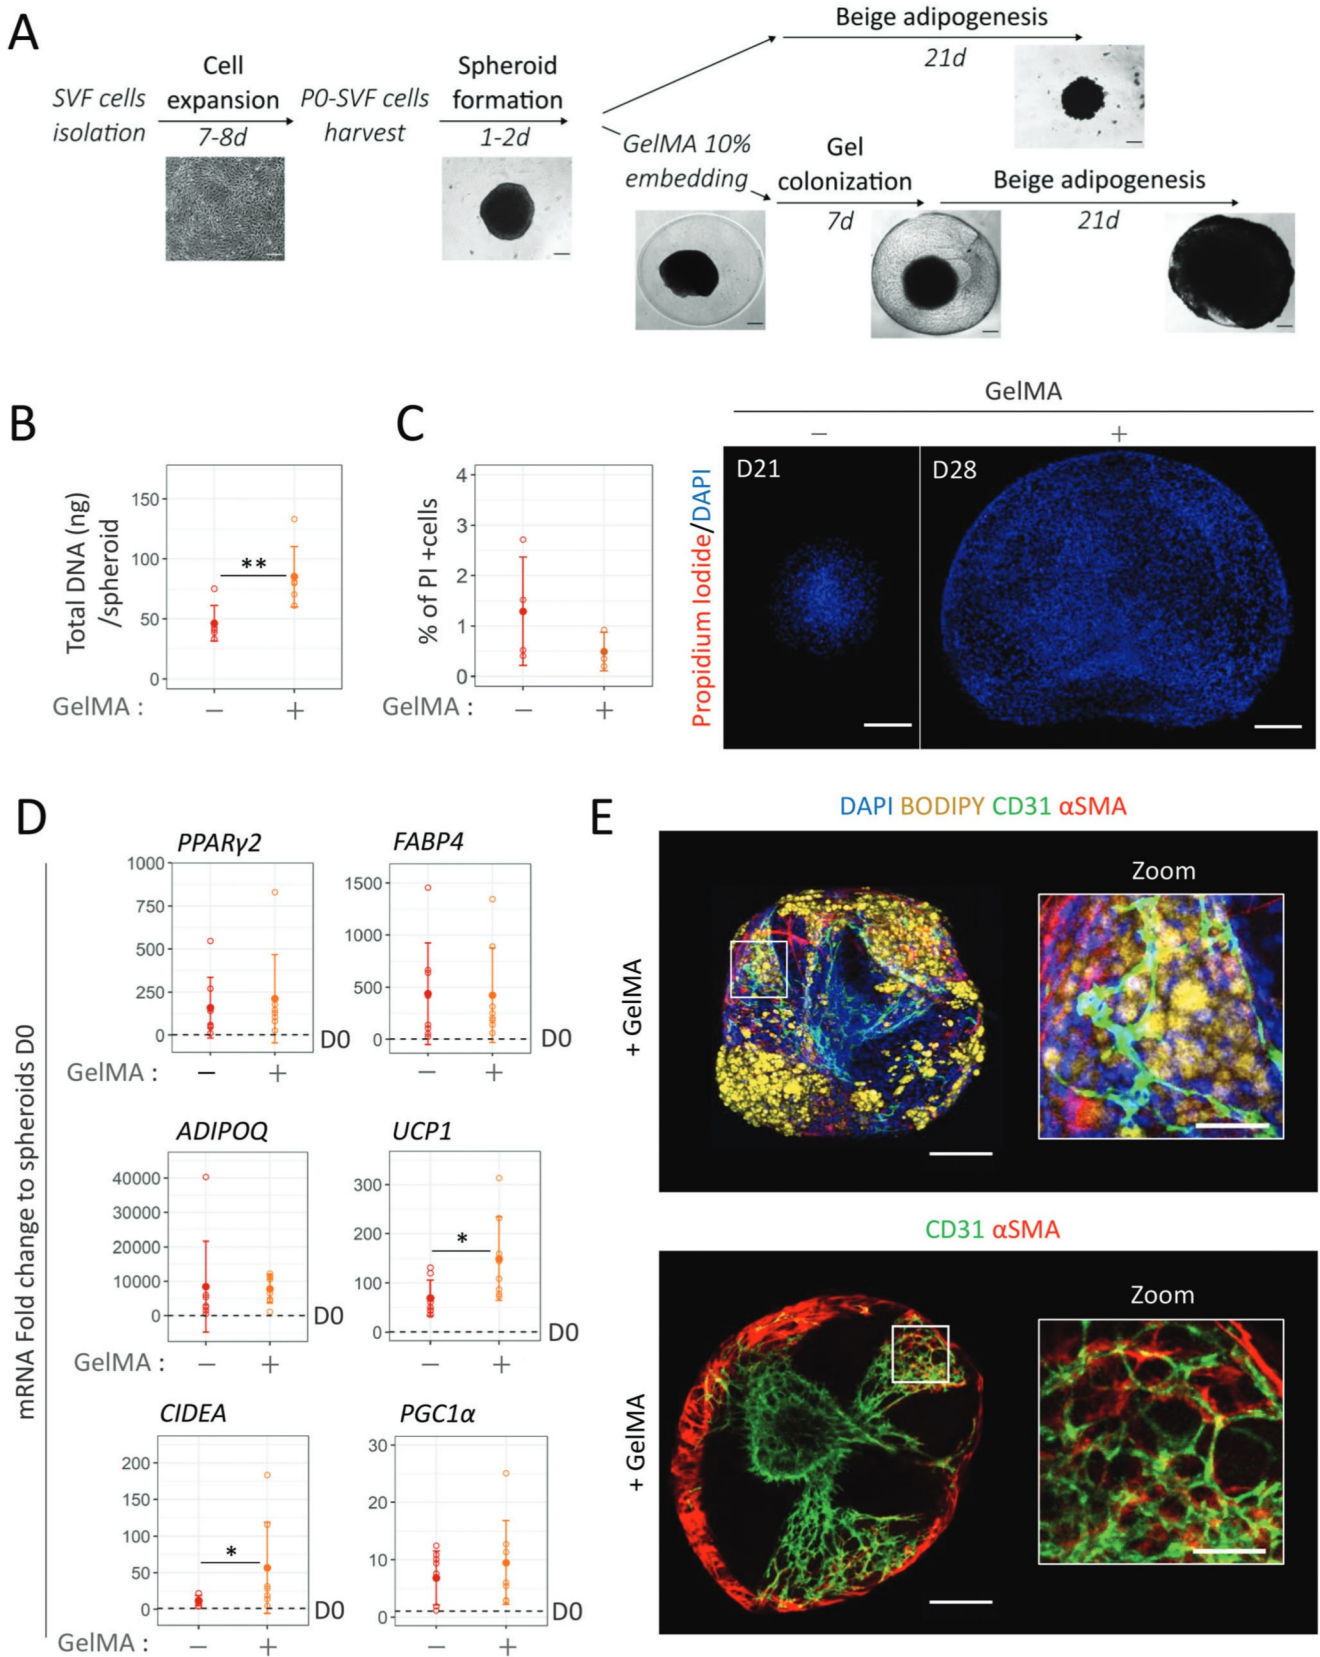 A
SVF cells
isolation
Cell
expansion
7-8d
P0-SVF cells
harvest
Spheroid
formation
1-2d
Beige adipogenesis
21d
GelMA 10%
embedding
Gel
colonization
7d
Beige adipogenesis
21d
B
Total DNA (ng)
/spheroid
150
100
50
0
**
GelMA : − +
C
% of PI +cells
4
3
2
1
0
GelMA : − +
GelMA
− +
Propidium Iodide/DAPI
D21
D28
D
mRNA Fold change to spheroids D0
PPARγ2
1000
750
500
250
0
D0
GelMA : − +
FABP4
1500
1000
500
0
D0
− +
ADIPOQ
40000
30000
20000
10000
0
D0
GelMA : − +
UCP1
300
200
100
0
*
D0
− +
CIDEA
200
150
100
50
0
*
D0
GelMA : − +
PGC1α
30
20
10
0
D0
− +
E
DAPI BODIPY CD31 αSMA
+ GelMA
Zoom
CD31 αSMA
+ GelMA
Zoom